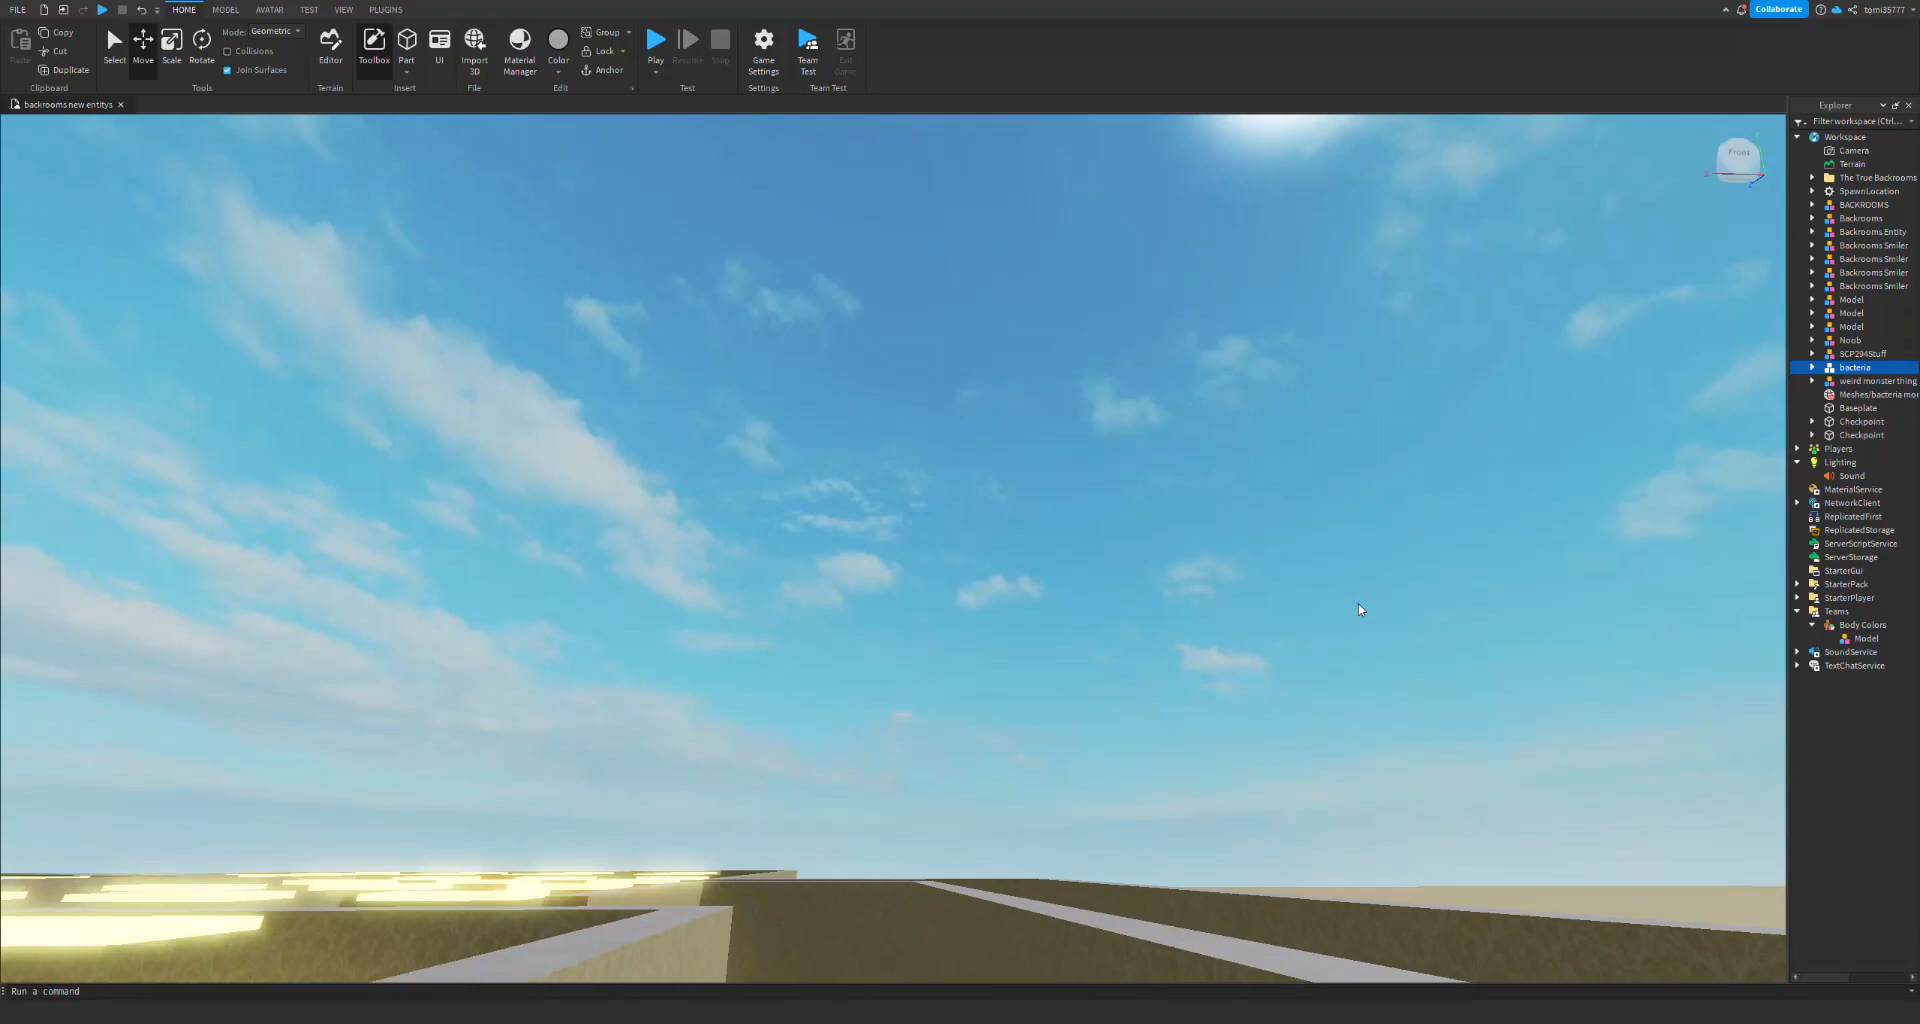 FILE MODEL HOME AVATAR TEST VIEW PLUGINS Collaborate tomi35777
Copy
Cut
Duplicate
Paste
Clipboard
Select Move Scale Rotate
Mode: Geometric
Collisions
Join Surfaces
Tools
Editor
Terrain
Toolbox Part UI
Insert
Import 3D
File
Material Manager
Color
Group
Lock
Anchor
Edit
Play Resume Stop
Test
Game Settings
Settings
Team Test
Exit Game
Team Test
backrooms new entitys
Front
Explorer
Filter workspace (Ctrl...
Workspace
Camera
Terrain
The True Backrooms
SpawnLocation
BACKROOMS
Backrooms
Backrooms Entity
Backrooms Smiler
Backrooms Smiler
Backrooms Smiler
Backrooms Smiler
Model
Model
Model
Noob
SCP294Stuff
bacteria
weird monster thing
Meshes/bacteria mor
Baseplate
Checkpoint
Checkpoint
Players
Lighting
Sound
MaterialService
NetworkClient
ReplicatedFirst
ReplicatedStorage
ServerScriptService
ServerStorage
StarterGui
StarterPack
StarterPlayer
Teams
Body Colors
Model
SoundService
TextChatService
Run a command